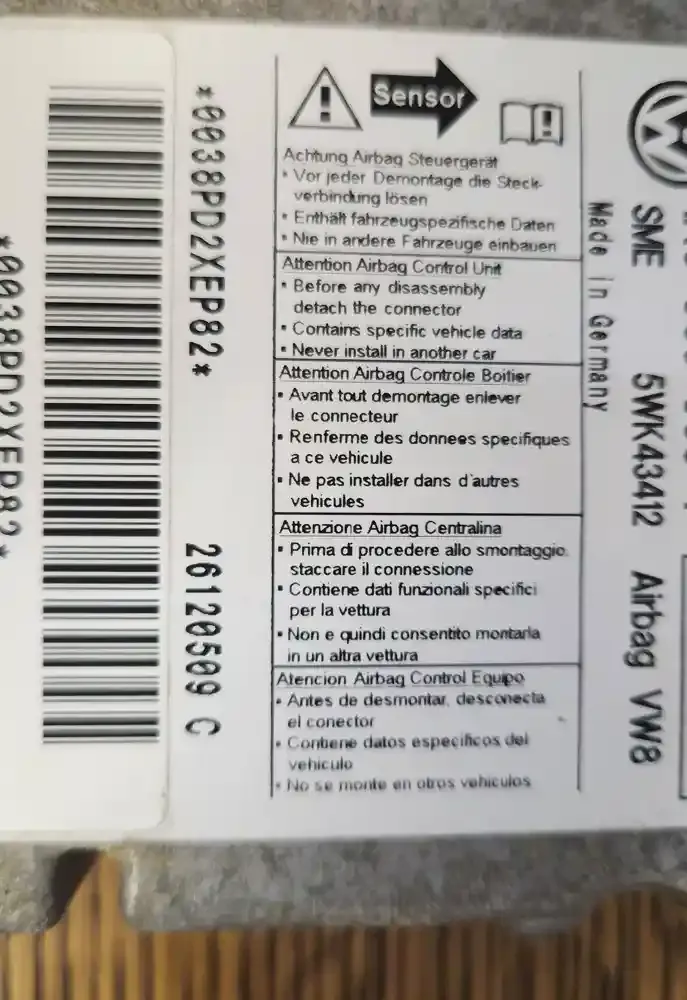 *0038PD2XEP82*
*0038PD2XEP82*
26120509 C
Sensor
Achtung Airbag Steuergerät
• Vor jeder Demontage die Steck-
verbindung lösen
• Enthält fahrzeugspezifische Daten
• Nie in andere Fahrzeuge einbauen
Attention Airbag Control Unit
• Before any disassembly
detach the connector
• Contains specific vehicle data
• Never install in another car
Attention Airbag Controle Boitier
• Avant tout demontage enlever
le connecteur
• Renferme des donnees specifiques
a ce vehicule
• Ne pas installer dans d'autres
vehicules
Attenzione Airbag Centralina
• Prima di procedere allo smontaggio.
staccare il connessione
• Contiene dati funzionali specifici
per la vettura
• Non e quindi consentito montarla
in un altra vettura
Atencion Airbag Control Equipo
• Antes de desmontar, desconecta
el conector
• Contiene datos especificos del
vehiculo
• No se monte en otros vehiculos
Made in Germany
SME 5WK43412 Airbag VW8